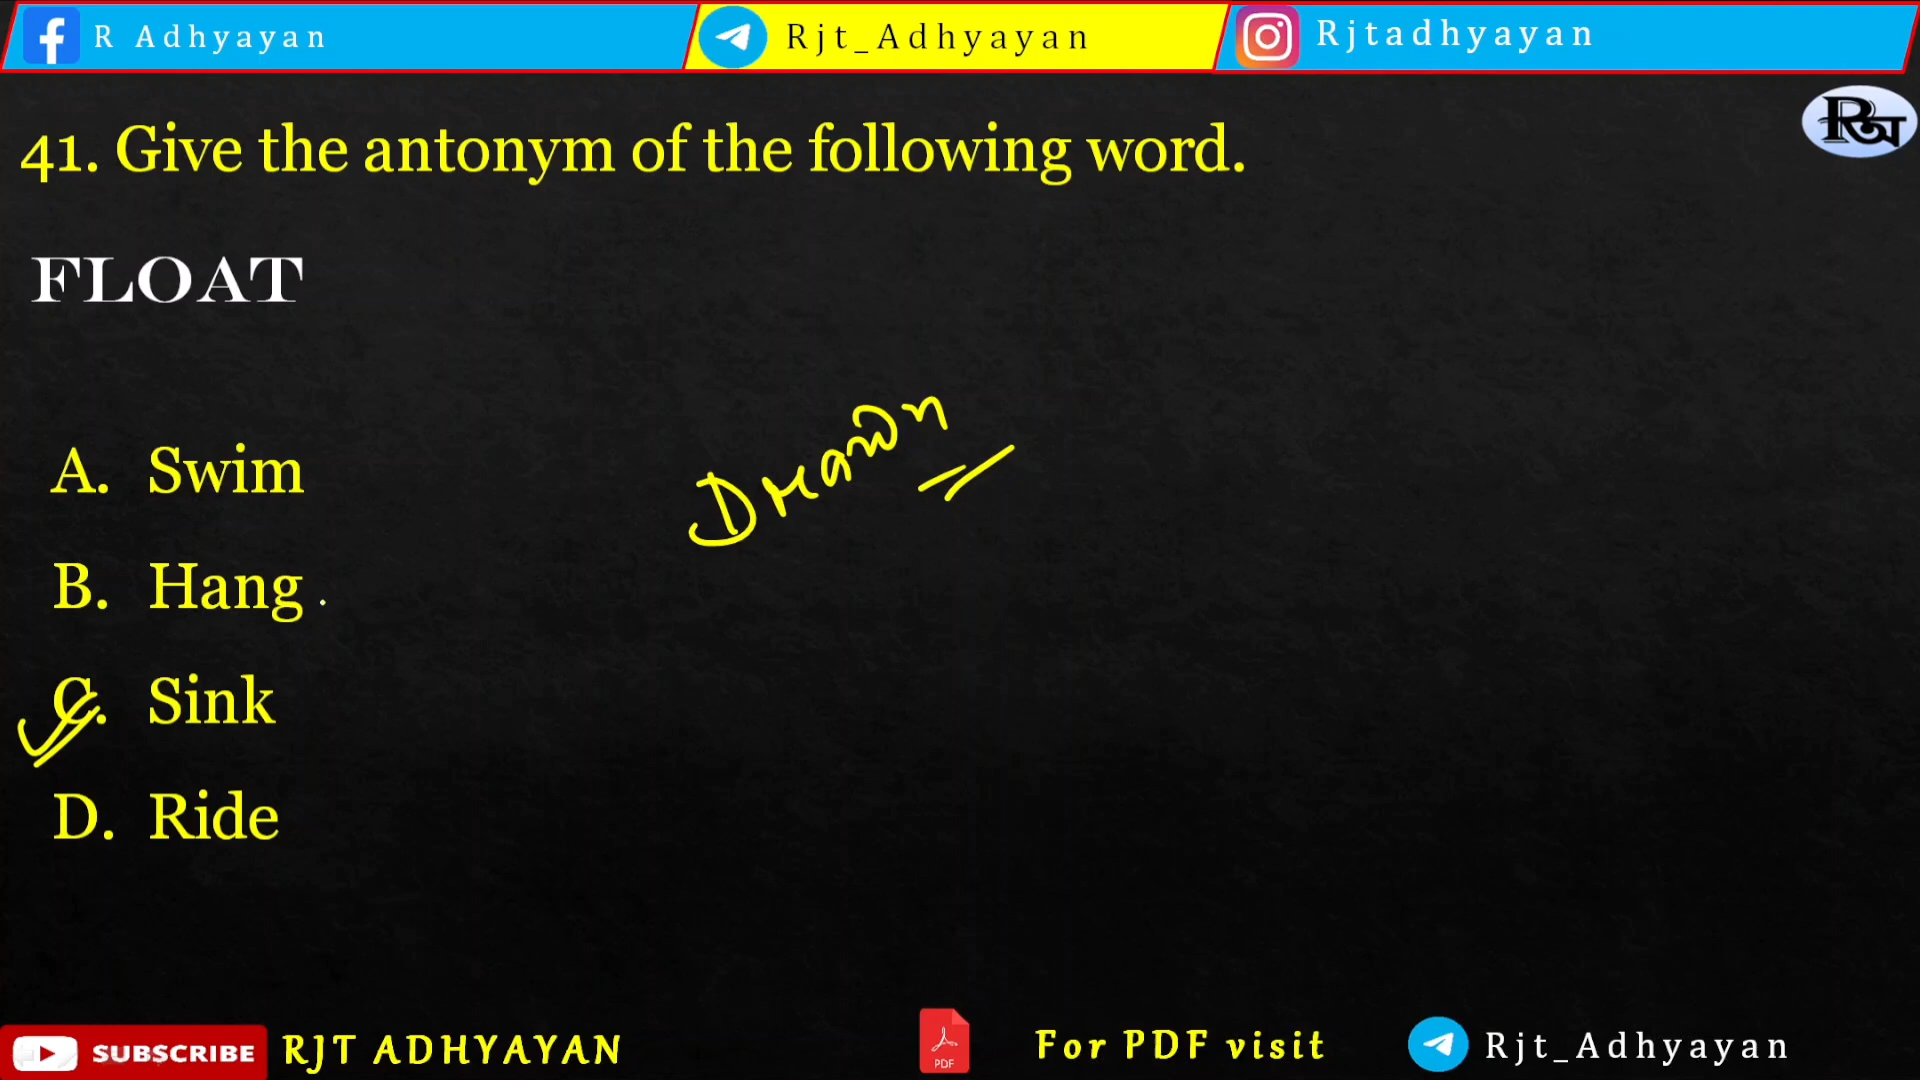 R Adhyayan
Rjt_Adhyayan
Rjtadhyayan
41. Give the antonym of the following word.
FLOAT
A. Swim
B. Hang
C. Sink
D. Ride
Drawn
SUBSCRIBE
RJT ADHYAYAN
PDF
For PDF visit
Rjt_Adhyayan